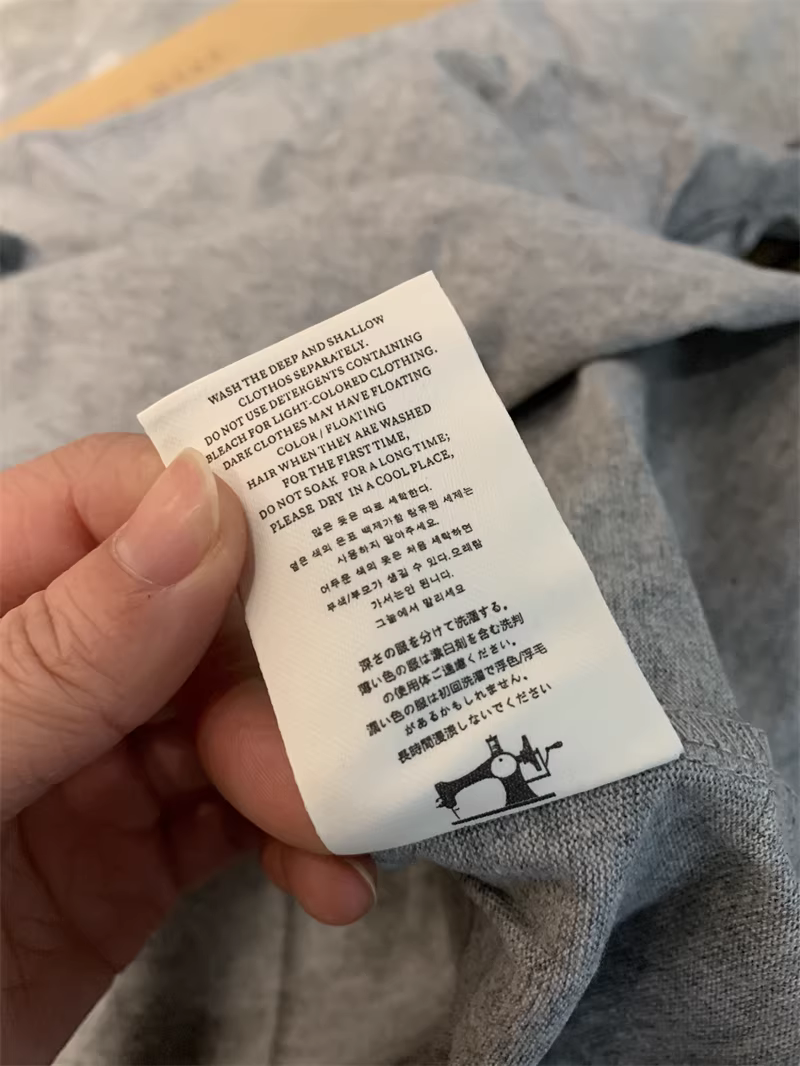 WASH THE DEEP AND SHALLOW
CLOTHOS SEPARATELY.
DO NOT USE DETERGENTS CONTAINING
BLEACH FOR LIGHT-COLORED CLOTHING.
DARK CLOTHES MAY HAVE FLOATING
COLOR / FLOATING
HAIR WHEN THEY ARE WASHED
FOR THE FIRST TIME,
DO NOT SOAK FOR A LONG TIME;
PLEASE DRY IN A COOL PLACE,
않은 옷은 따로 세탁한다.
옅은 색의 은표 백제가힘 함유된 세제는
사용하지 말아주세요.
어두운 색의 옷은 처음 세탁하면
부색/부모가 생길 수 있다.오래람
가서는인 됩니다.
그늘에서 말리세요
深さの服を分けて洗濯する。
薄い色の服は漂白剤を含む洗判
の使用体ご遠慮ください。
濃い色の服は初回洗濯で浮色/浮毛
があるかもしれません。
長時間浸漬しないでください